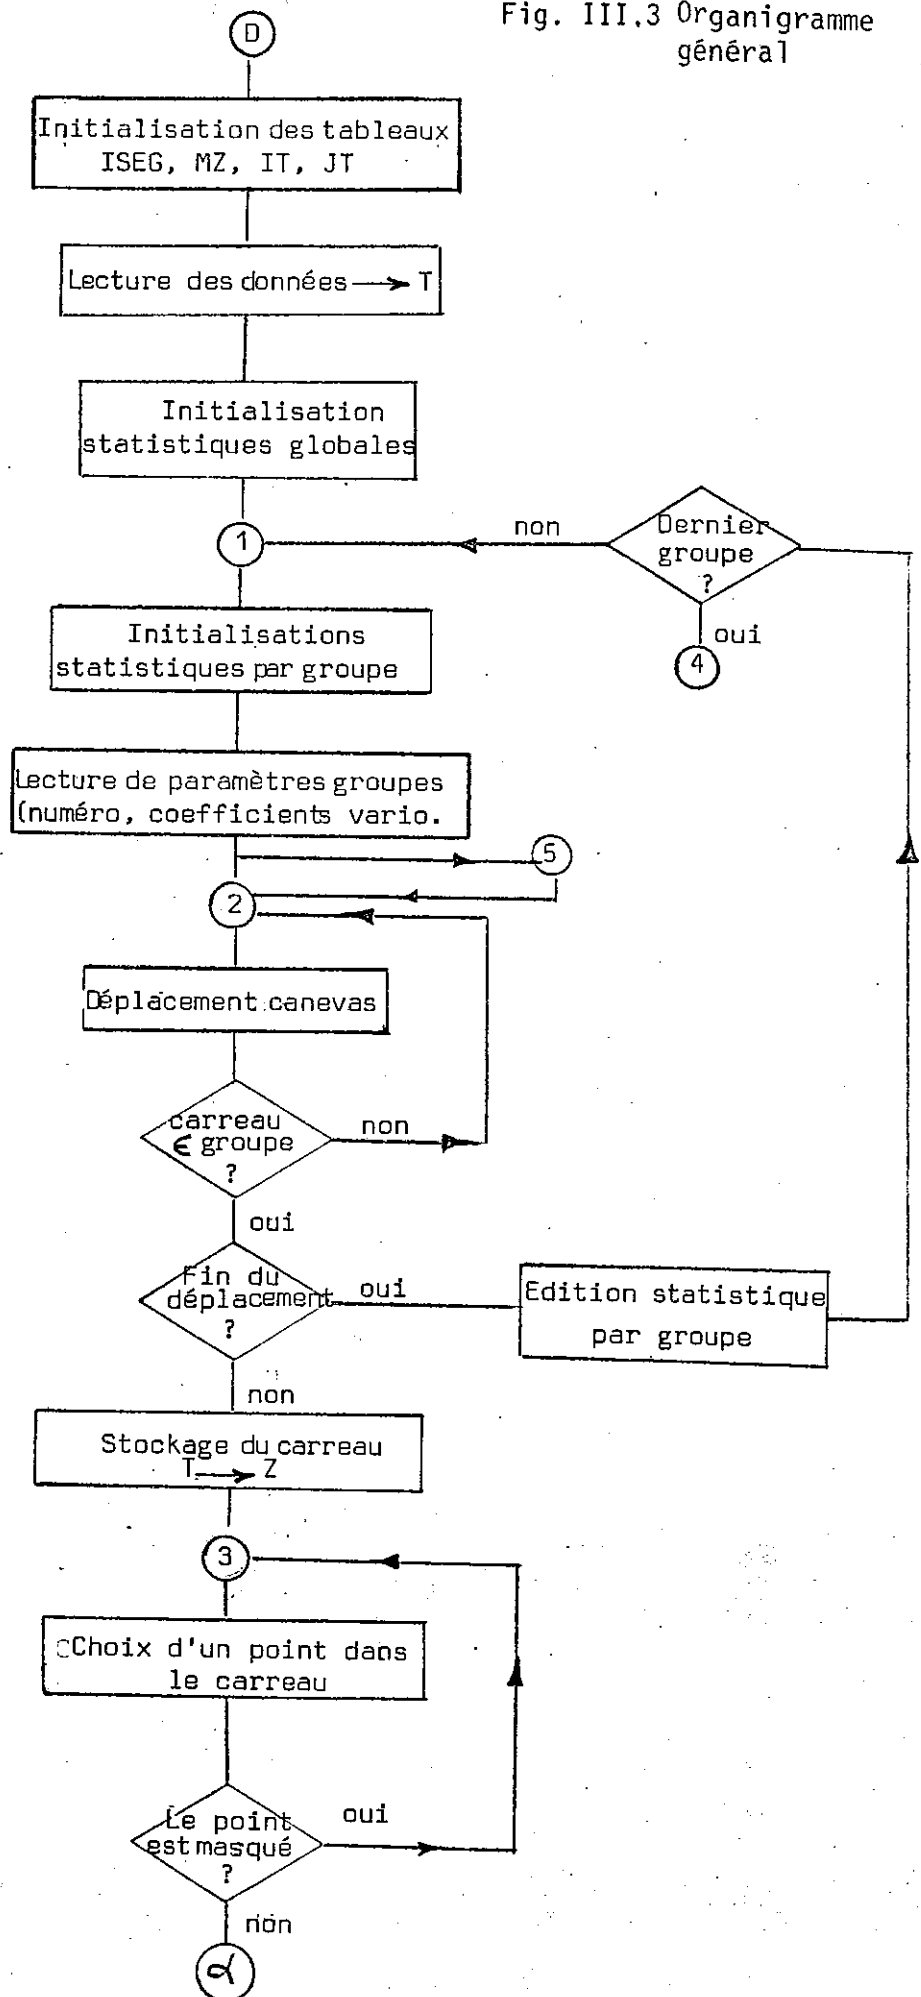 Fig. III.3 Organigramme
général
D
Initialisation des tableaux
ISEG, MZ, IT, JT
Lecture des données → T
Initialisation
statistiques globales
1
non
Dernier
groupe
?
oui
4
Initialisations
statistiques par groupe
Lecture de paramètres groupes
(numéro, coefficients vario.
5
2
Déplacement canevas
carreau
∈ groupe
?
non
oui
Fin du
déplacement
?
oui
Edition statistique
par groupe
non
Stockage du carreau
T → Z
3
Choix d'un point dans
le carreau
Le point
est masqué
?
oui
non
α